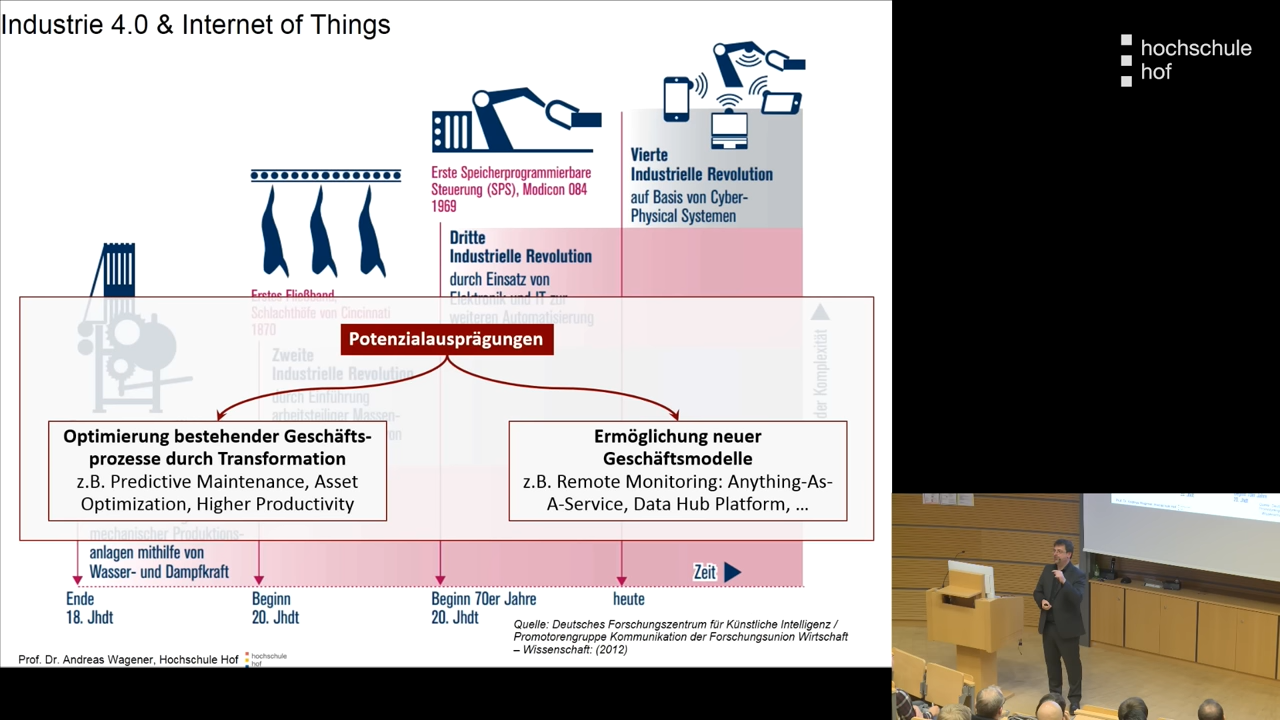 Industrie 4.0 & Internet of Things
hochschule
hof
Vierte
Industrielle Revolution
auf Basis von Cyber-
Physical Systemen
Erste Speicherprogrammierbare
Steuerung (SPS), Modicon 084
1969
Dritte
Industrielle Revolution
durch Einsatz von
Elektronik und IT zur
weiteren Automatisierung
Erstes Fließband,
Schlachthöfe von Cincinnati
1870
Zweite
Industrielle Revolution
durch Einführung
arbeitsteiliger Massen-
der Komplexität
Potenzialausprägungen
Optimierung bestehender Geschäfts-
prozesse durch Transformation
z.B. Predictive Maintenance, Asset
Optimization, Higher Productivity
Ermöglichung neuer
Geschäftsmodelle
z.B. Remote Monitoring: Anything-As-
A-Service, Data Hub Platform, ...
mechanischer Produktions-
anlagen mithilfe von
Wasser- und Dampfkraft
Zeit
Ende
18. Jhdt
Beginn
20. Jhdt
Beginn 70er Jahre
20. Jhdt
heute
Quelle: Deutsches Forschungszentrum für Künstliche Intelligenz /
Promotorengruppe Kommunikation der Forschungsunion Wirtschaft
– Wissenschaft: (2012)
Prof. Dr. Andreas Wagener, Hochschule Hof
hochschule
hof